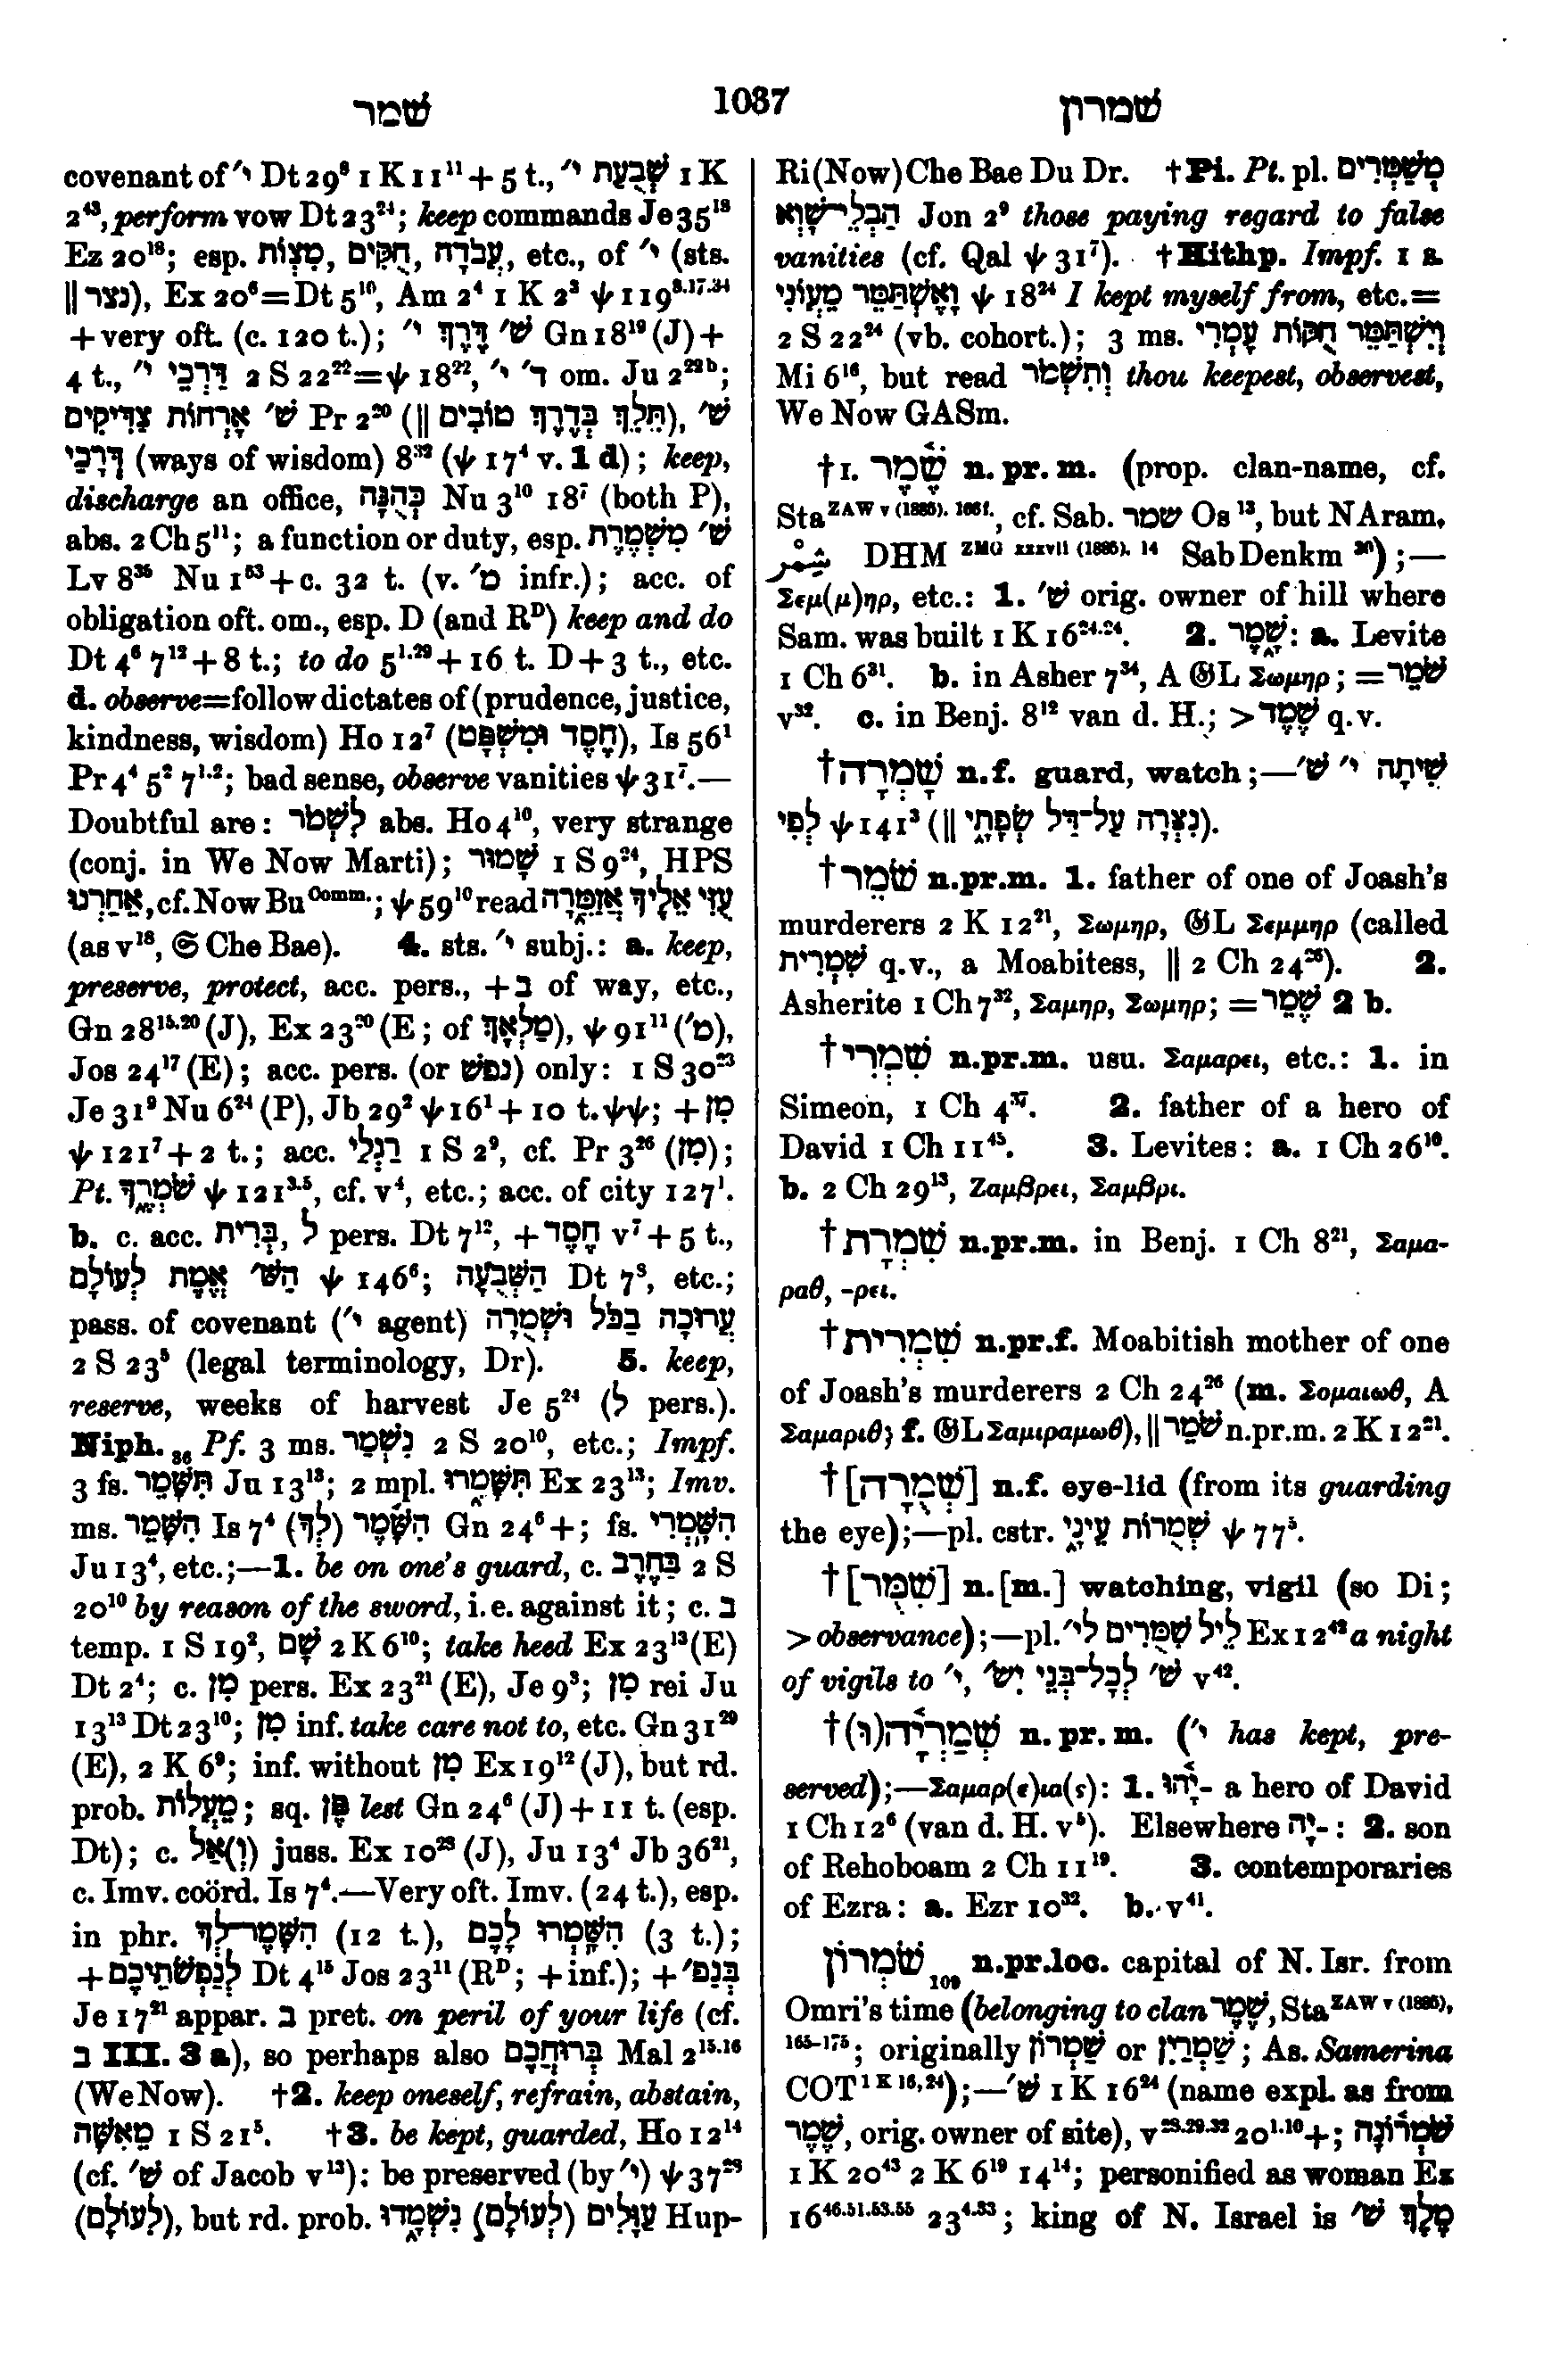 שׁמר
1037
שׁמרון
covenant of י״ Dt 29⁸ 1 K 11¹¹ + 5 t., שְׁבֻעַת י״ 1 K
2⁴³, perform vow Dt 23²⁴; keep commands Je 35¹⁸
Ez 20¹⁸; esp. מִצְוֹת, חֻקִּים, עֲבֹדָה, etc., of י״ (sts.
|| נצר), Ex 20⁶ = Dt 5¹⁰, Am 2⁴ 1 K 2³ ψ 119⁸·¹⁷·³⁴
+ very oft. (c. 120 t.); שׁ׳ דֶּרֶךְ י״ Gn 18¹⁹ (J) +
4 t., דַּרְכֵי י״ 2 S 22²² = ψ 18²², ד׳ י׳ om. Ju 2²²ᵇ;
שׁ׳ אָרְחוֹת צַדִּיקִים Pr 2²⁰ (|| תֵּלֵךְ בְּדֶרֶךְ טוֹבִים), שׁ׳
דְּרָכַי (ways of wisdom) 8³² (ψ 17⁴ v. 1 d); keep,
discharge an office, כְּהֻנָּה Nu 3¹⁰ 18⁷ (both P),
abs. 2 Ch 5¹¹; a function or duty, esp. שׁ׳ מִשְׁמֶרֶת
Lv 8³⁵ Nu 1⁵³ + c. 32 t. (v. מ׳ infr.); acc. of
obligation oft. om., esp. D (and Rᴰ) keep and do
Dt 4⁶ 7¹² + 8 t.; to do 5¹·²⁹ + 16 t. D + 3 t., etc.
d. observe = follow dictates of (prudence, justice,
kindness, wisdom) Ho 12⁷ (חֶסֶד וּמִשְׁפָּט), Is 56¹
Pr 4⁴ 5² 7¹·²; bad sense, observe vanities ψ 31⁷.—
Doubtful are: לִשְׁמֹר abs. Ho 4¹⁰, very strange
(conj. in We Now Marti); שָׁמוּר 1 S 9²⁴, HPS
אֲחַרְנוּ, cf. Now Bu ᶜᵒᵐᵐ·; ψ 59¹⁰ read עֻזִּי אֵלֶיךָ אֲזַמֵּרָה
(as v¹⁸, 𝔖 Che Bae). 4. sts. י״ subj.: a. keep,
preserve, protect, acc. pers., + ב of way, etc.,
Gn 28¹⁵·²⁰ (J), Ex 23²⁰ (E; of מַלְאָךְ), ψ 91¹¹ (מ׳),
Jos 24¹⁷ (E); acc. pers. (or נפשׁ) only: 1 S 30²³
Je 31⁹ Nu 6²⁴ (P), Jb 29² ψ 16¹ + 10 t. ψψ; + מִן
ψ 121⁷ + 2 t.; acc. רַגְלֵי 1 S 2⁹, cf. Pr 3²⁶ (מִן);
Pt. שֹׁמְרֶךָ ψ 121³·⁵, cf. v⁴, etc.; acc. of city 127¹.
b. c. acc. בְּרִית, לְ pers. Dt 7¹², + חֶסֶד v⁷ + 5 t.,
הַשּׁ׳ אֱמֶת לְעוֹלָם ψ 146⁶; הַשְּׁבֻעָה Dt 7⁸, etc.;
pass. of covenant (י״ agent) עֲרוּכָה בַכֹּל וּשְׁמֻרָה
2 S 23⁵ (legal terminology, Dr). 5. keep,
reserve, weeks of harvest Je 5²⁴ (לְ pers.).
Niph.₃₆ Pf. 3 ms. נִשְׁמַר 2 S 20¹⁰, etc.; Impf.
3 fs. תִּשָּׁמֵר Ju 13¹³; 2 mpl. תִּשָּׁמֵרוּ Ex 23¹³; Imv.
ms. הִשָּׁמֵר Is 7⁴ הִשָּׁמֶר (לְךָ) Gn 24⁶ +; fs. הִשָּׁמְרִי
Ju 13⁴, etc.;—1. be on one's guard, c. בַּחֶרֶב 2 S
20¹⁰ by reason of the sword, i.e. against it; c. ב
temp. 1 S 19², שָׁם 2 K 6¹⁰; take heed Ex 23¹³ (E)
Dt 2⁴; c. מִן pers. Ex 23²¹ (E), Je 9³; מִן rei Ju
13¹³ Dt 23¹⁰; מִן inf. take care not to, etc. Gn 31²⁹
(E), 2 K 6⁹; inf. without מִן Ex 19¹² (J), but rd.
prob. מֵעֲלוֹת; sq. פֶּן lest Gn 24⁶ (J) + 11 t. (esp.
Dt); c. (וְ)אַל juss. Ex 10²⁸ (J), Ju 13⁴ Jb 36²¹,
c. Imv. coörd. Is 7⁴.—Very oft. Imv. (24 t.), esp.
in phr. הִשָּׁמֶר־לְךָ (12 t.), הִשָּׁמְרוּ לָכֶם (3 t.);
+ לְנַפְשֹׁתֵיכֶם Dt 4¹⁵ Jos 23¹¹ (Rᴰ; + inf.); + בְּנַפ׳
Je 17²¹ appar. ב pret. on peril of your life (cf.
ב III. 3 a), so perhaps also בְּרוּחֲכֶם Mal 2¹⁵·¹⁶
(We Now). †2. keep oneself, refrain, abstain,
מֵאִשָּׁה 1 S 21⁵. †3. be kept, guarded, Ho 12¹⁴
(cf. שׁ׳ of Jacob v¹³): be preserved (by י״) ψ 37²⁸
(לְעוֹלָם), but rd. prob. עַוָּלִים (לְעוֹלָם) נִשְׁמָדוּ Hup-
Ri (Now) Che Bae Du Dr. †Pi. Pt. pl. מְשַׁמְּרִים
הַבְלֵי־שָׁוְא Jon 2⁹ those paying regard to false
vanities (cf. Qal ψ 31⁷). †Hithp. Impf. 1 s.
וָאֶשְׁתַּמֵּר מֵעֲוֹנִי ψ 18²⁴ I kept myself from, etc. =
2 S 22²⁴ (vb. cohort.); 3 ms. וְיִשְׁתַּמֵּר חֻקּוֹת עָמְרִי
Mi 6¹⁶, but read וְתִשְׁמֹר thou keepest, observest,
We Now GASm.
†I. שֶׁמֶר n. pr. m. (prop. clan-name, cf.
Sta ᶻᴬᵂ ᵛ ⁽¹⁸⁸⁵⁾· ¹⁶⁶ᶠ·, cf. Sab. שמר Os ¹³, but NAram.
شِمْر DHM ᶻᴹᴳ ˣˣˣᵛⁱⁱ ⁽¹⁸⁸⁵⁾· ¹⁴ SabDenkm ²⁰);—
Σεμ(μ)ηρ, etc.: 1. שׁ׳ orig. owner of hill where
Sam. was built 1 K 16²⁴·²⁴. 2. שָׁמֶר: a. Levite
1 Ch 6³¹. b. in Asher 7³⁴, A 𝔊L Σωμηρ; = שֹׁמֵר
v³². c. in Benj. 8¹² van d. H.; > שֶׁמֶד q.v.
†שָׁמְרָה n.f. guard, watch;—שִׁיתָה י״ שׁ׳
לְפִי ψ 141³ (|| נִצְּרָה עַל־דַּל שְׂפָתָי).
†שֹׁמֵר n.pr.m. 1. father of one of Joash's
murderers 2 K 12²¹, Σωμηρ, 𝔊L Σεμμηρ (called
שִׁמְרִית q.v., a Moabitess, || 2 Ch 24²⁶). 2.
Asherite 1 Ch 7³², Σαμηρ, Σωμηρ; = שֶׁמֶר 2 b.
†שִׁמְרִי n.pr.m. usu. Σαμαρει, etc.: 1. in
Simeon, 1 Ch 4³⁷. 2. father of a hero of
David 1 Ch 11⁴⁵. 3. Levites: a. 1 Ch 26¹⁰.
b. 2 Ch 29¹³, Ζαμβρει, Σαμβρι.
†שִׁמְרָת n.pr.m. in Benj. 1 Ch 8²¹, Σαμα-
ραθ, -ρει.
†שִׁמְרִית n.pr.f. Moabitish mother of one
of Joash's murderers 2 Ch 24²⁶ (m. Σομαιωθ, A
Σαμαριθ; f. 𝔊L Σαμιραμωθ), || שֹׁמֵר n.pr.m. 2 K 12²¹.
†[שְׁמֻרָה] n.f. eye-lid (from its guarding
the eye);—pl. cstr. שְׁמֻרוֹת עֵינָי ψ 77⁵.
†[שִׁמֻּר] n.[m.] watching, vigil (so Di;
> observance);—pl. לֵיל שִׁמֻּרִים לי״ Ex 12⁴² a night
of vigils to י״, שׁ׳ לְכָל־בְּנֵי יִשׂ׳ v⁴².
†שְׁמַרְיָה(וּ) n. pr. m. (י״ has kept, pre-
served);—Σαμαρ(ε)ια(ς): 1. יָהוּ- a hero of David
1 Ch 12⁶ (van d. H. v⁵). Elsewhere יָה-: 2. son
of Rehoboam 2 Ch 11¹⁹. 3. contemporaries
of Ezra: a. Ezr 10³². b. v⁴¹.
שֹׁמְרוֹן₁₀₉ n.pr.loc. capital of N. Isr. from
Omri's time (belonging to clan שֶׁמֶר, Sta ᶻᴬᵂ ᵛ ⁽¹⁸⁸⁵⁾,
¹⁶⁵⁻¹⁷⁵; originally שַׁמְרוֹן or שַׁמְרַיִן; As. Samerina
COT ¹ ᴷ ¹⁶,²⁴);—שׁ׳ 1 K 16²⁴ (name expl. as from
שֶׁמֶר, orig. owner of site), v²⁸·²⁹·³² 20¹·¹⁰ +; שֹׁמְרוֹנָה
1 K 20⁴³ 2 K 6¹⁹ 14¹⁴; personified as woman Ez
16⁴⁶·⁵¹·⁵³·⁵⁵ 23⁴·³³; king of N. Israel is מֶלֶךְ שׁ׳